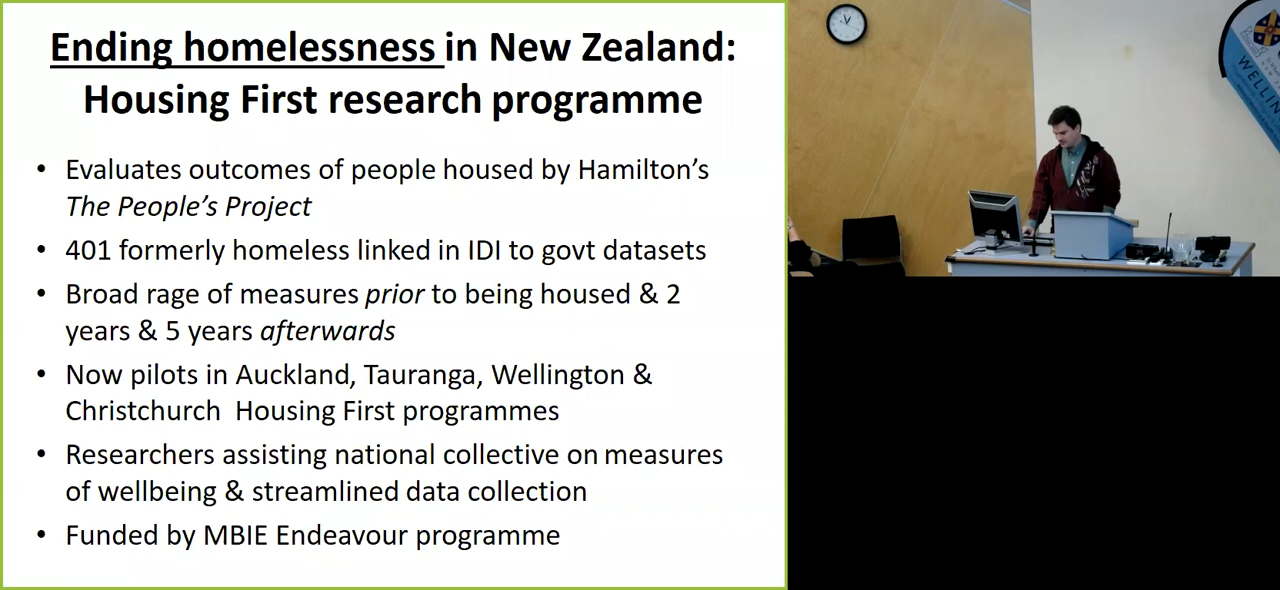 Ending homelessness in New Zealand:
Housing First research programme
• Evaluates outcomes of people housed by Hamilton’s
The People’s Project
• 401 formerly homeless linked in IDI to govt datasets
• Broad rage of measures prior to being housed & 2
years & 5 years afterwards
• Now pilots in Auckland, Tauranga, Wellington &
Christchurch  Housing First programmes
• Researchers assisting national collective on measures
of wellbeing & streamlined data collection
• Funded by MBIE Endeavour programme
WELLIN